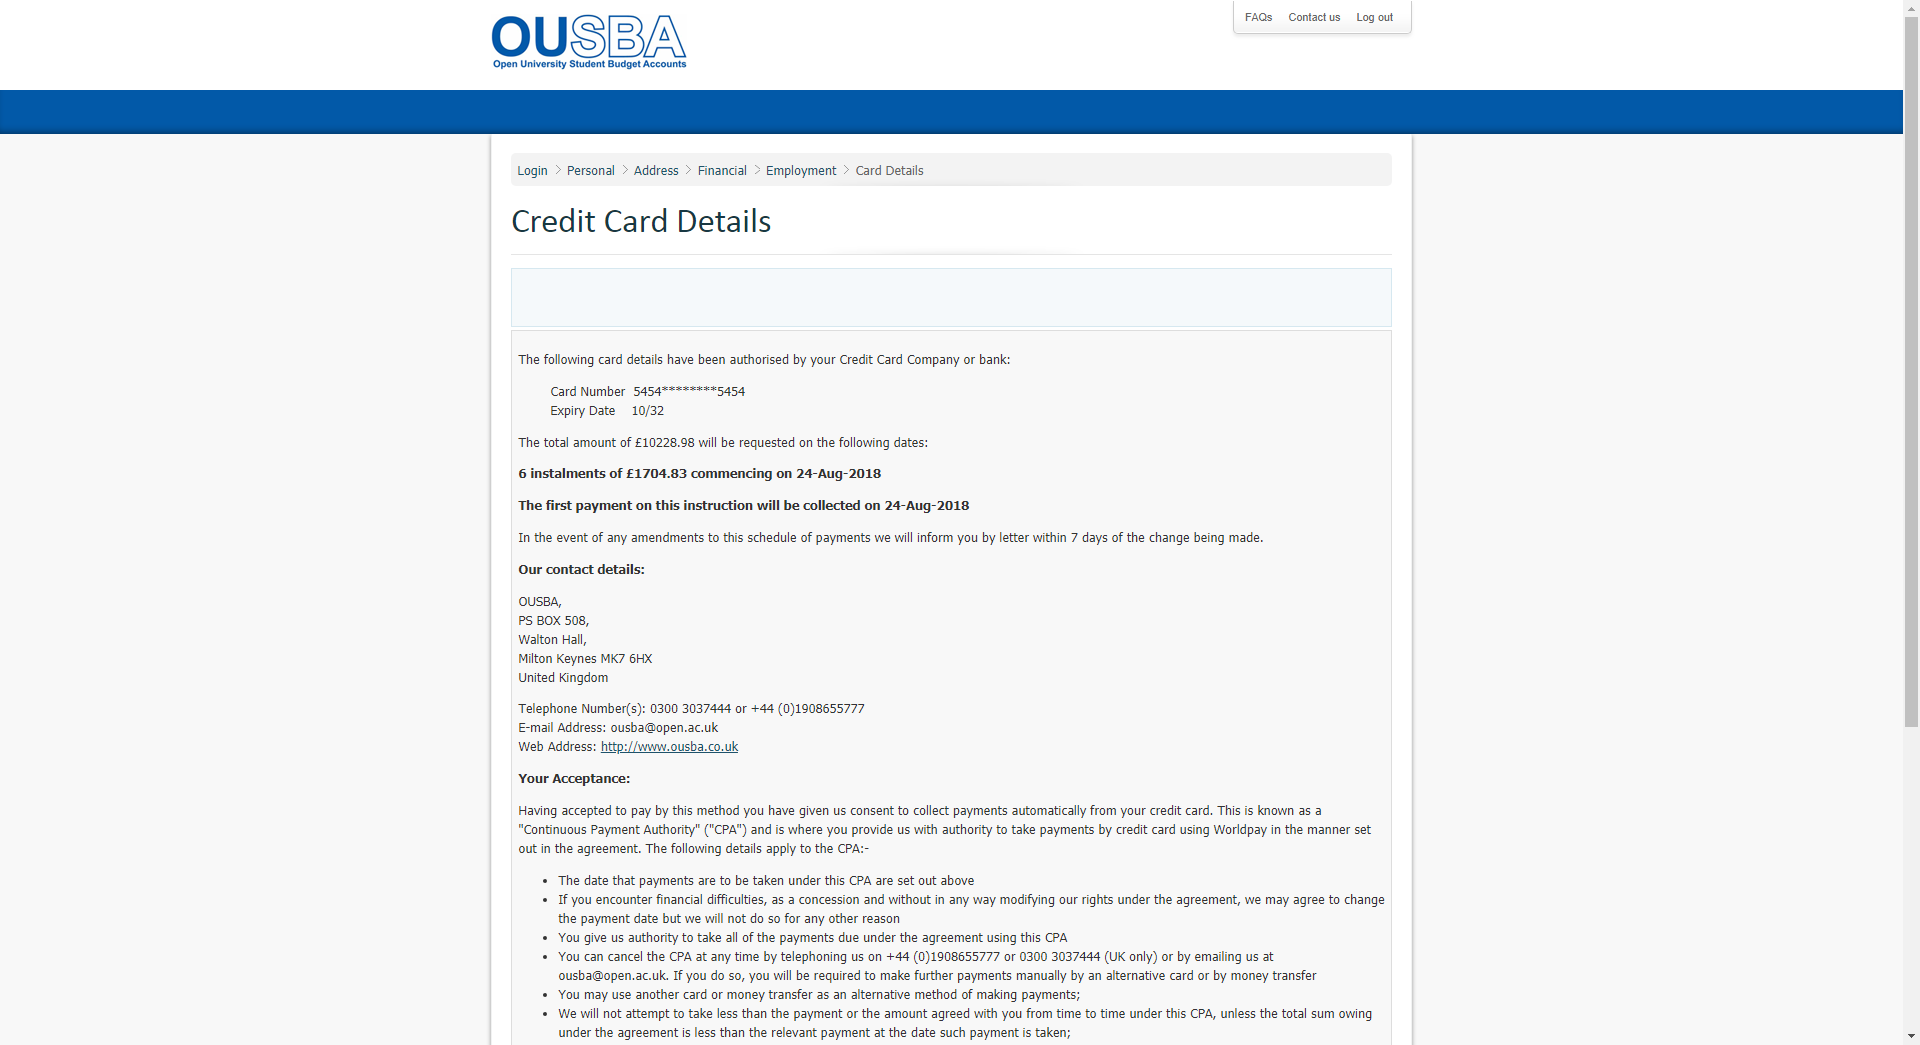 OUSBA
Open University Student Budget Accounts
FAQs Contact us Log out
Login > Personal > Address > Financial > Employment > Card Details
Credit Card Details
The following card details have been authorised by your Credit Card Company or bank:
Card Number 5454********5454
Expiry Date 10/32
The total amount of £10228.98 will be requested on the following dates:
6 instalments of £1704.83 commencing on 24-Aug-2018
The first payment on this instruction will be collected on 24-Aug-2018
In the event of any amendments to this schedule of payments we will inform you by letter within 7 days of the change being made.
Our contact details:
OUSBA,
PS BOX 508,
Walton Hall,
Milton Keynes MK7 6HX
United Kingdom
Telephone Number(s): 0300 3037444 or +44 (0)1908655777
E-mail Address: ousba@open.ac.uk
Web Address: http://www.ousba.co.uk
Your Acceptance:
Having accepted to pay by this method you have given us consent to collect payments automatically from your credit card. This is known as a
"Continuous Payment Authority" ("CPA") and is where you provide us with authority to take payments by credit card using Worldpay in the manner set
out in the agreement. The following details apply to the CPA:-
• The date that payments are to be taken under this CPA are set out above
• If you encounter financial difficulties, as a concession and without in any way modifying our rights under the agreement, we may agree to change
the payment date but we will not do so for any other reason
• You give us authority to take all of the payments due under the agreement using this CPA
• You can cancel the CPA at any time by telephoning us on +44 (0)1908655777 or 0300 3037444 (UK only) or by emailing us at
ousba@open.ac.uk. If you do so, you will be required to make further payments manually by an alternative card or by money transfer
• You may use another card or money transfer as an alternative method of making payments;
• We will not attempt to take less than the payment or the amount agreed with you from time to time under this CPA, unless the total sum owing
under the agreement is less than the relevant payment at the date such payment is taken;